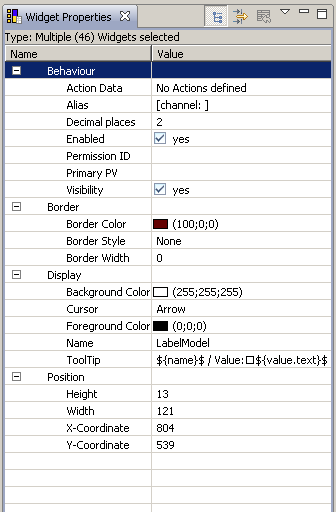 Widget Properties
Type: Multiple (46) Widgets selected
Name Value
Behaviour
Action Data No Actions defined
Alias [channel: ]
Decimal places 2
Enabled yes
Permission ID
Primary PV
Visibility yes
Border
Border Color (100;0;0)
Border Style None
Border Width 0
Display
Background Color (255;255;255)
Cursor Arrow
Foreground Color (0;0;0)
Name LabelModel
ToolTip ${name}$ / Value:□${value.text}$
Position
Height 13
Width 121
X-Coordinate 804
Y-Coordinate 539